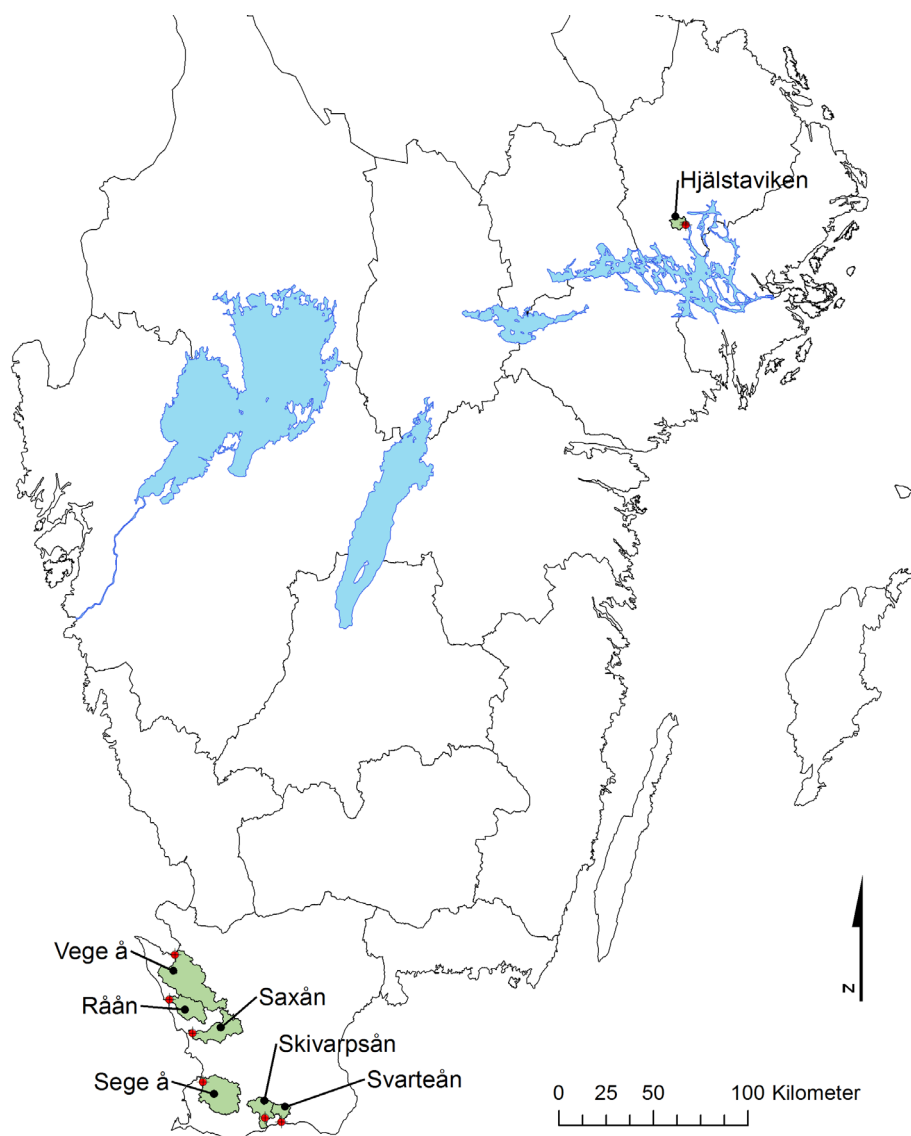 Hjälstaviken
Vege å
Råån
Saxån
Skivarpsån
Sege å
Svarteån
N
0 25 50 100 Kilometer